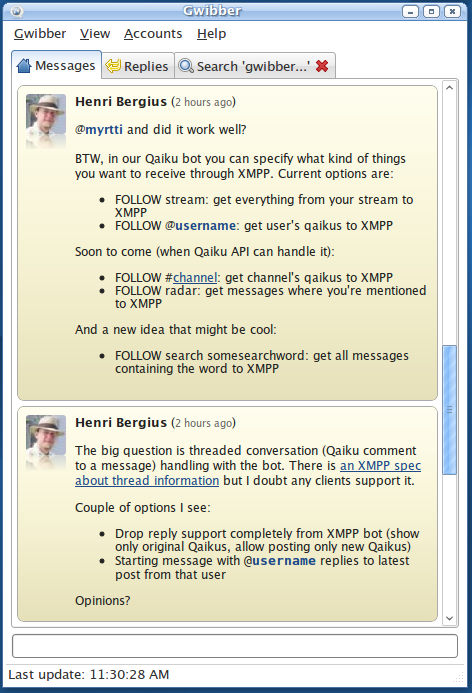 Gwibber
Gwibber View Accounts Help
Messages Replies Search 'gwibber...'
Henri Bergius (2 hours ago)
@myrtti and did it work well?
BTW, in our Qaiku bot you can specify what kind of things
you want to receive through XMPP. Current options are:
• FOLLOW stream: get everything from your stream to
XMPP
• FOLLOW @username: get user's qaikus to XMPP
Soon to come (when Qaiku API can handle it):
• FOLLOW #channel: get channel's qaikus to XMPP
• FOLLOW radar: get messages where you're mentioned
to XMPP
And a new idea that might be cool:
• FOLLOW search somesearchword: get all messages
containing the word to XMPP
Henri Bergius (2 hours ago)
The big question is threaded conversation (Qaiku comment
to a message) handling with the bot. There is an XMPP spec
about thread information but I doubt any clients support it.
Couple of options I see:
• Drop reply support completely from XMPP bot (show
only original Qaikus, allow posting only new Qaikus)
• Starting message with @username replies to latest
post from that user
Opinions?
Last update: 11:30:28 AM